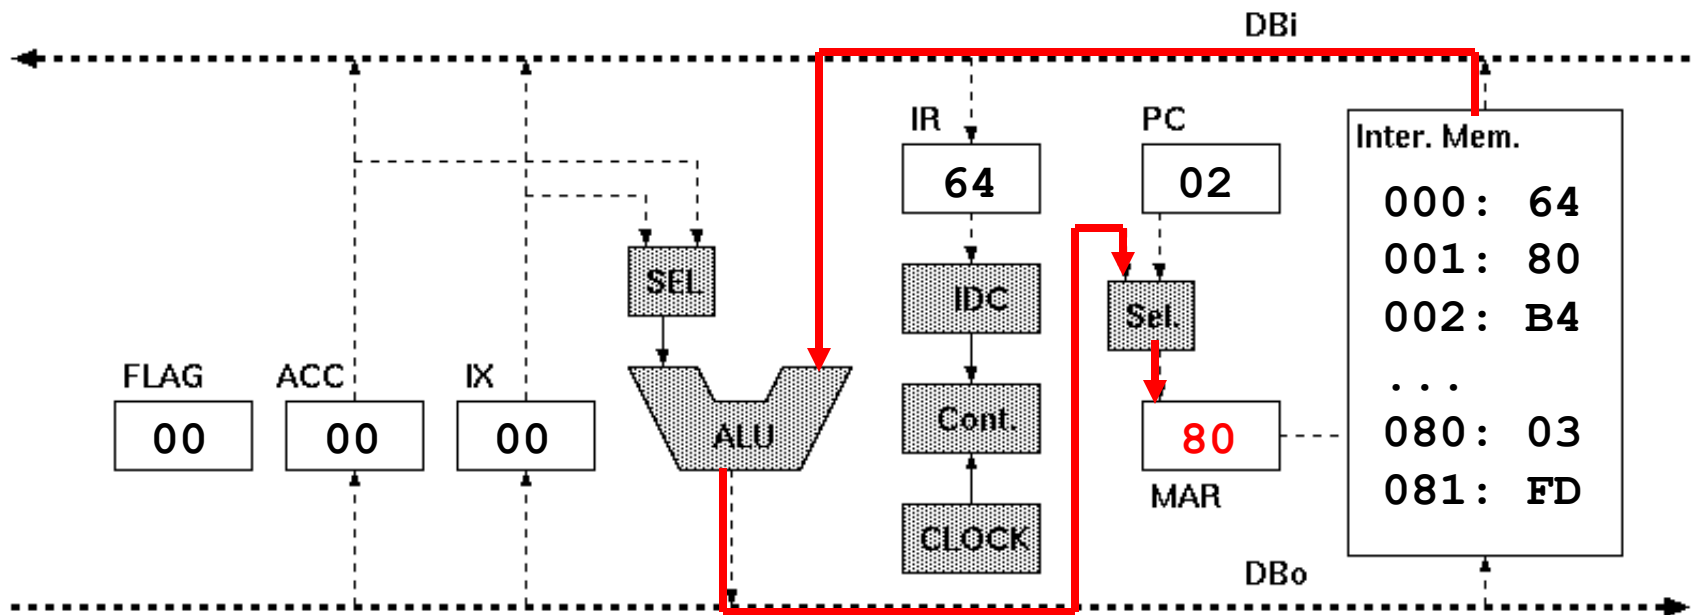 DBi
IR
PC
Inter. Mem.
64
02
000: 64
001: 80
002: B4
...
080: 03
081: FD
SEL
IDC
Sel.
FLAG
ACC
IX
00
00
00
ALU
Cont.
80
MAR
CLOCK
DBo